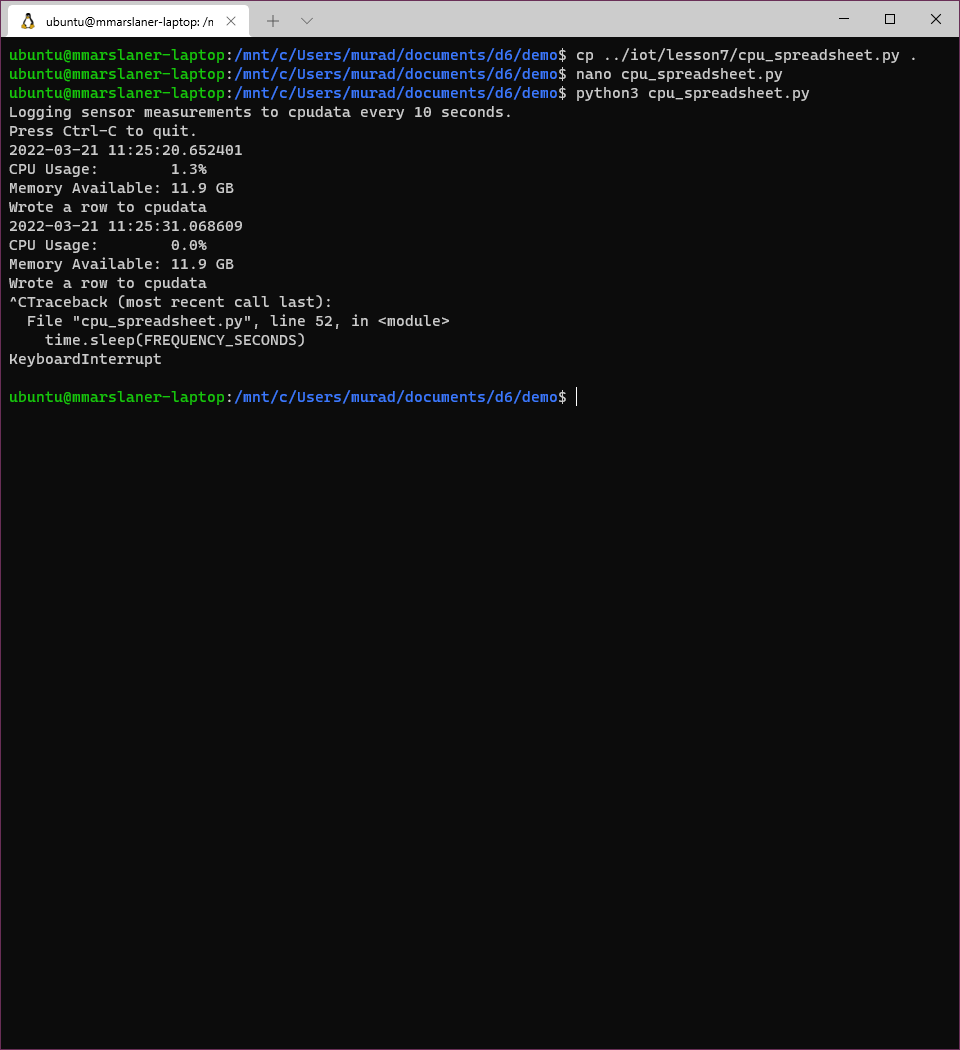 ubuntu@mmarslaner-laptop: /n
ubuntu@mmarslaner-laptop:/mnt/c/Users/murad/documents/d6/demo$ cp ../iot/lesson7/cpu_spreadsheet.py .
ubuntu@mmarslaner-laptop:/mnt/c/Users/murad/documents/d6/demo$ nano cpu_spreadsheet.py
ubuntu@mmarslaner-laptop:/mnt/c/Users/murad/documents/d6/demo$ python3 cpu_spreadsheet.py
Logging sensor measurements to cpudata every 10 seconds.
Press Ctrl-C to quit.
2022-03-21 11:25:20.652401
CPU Usage:        1.3%
Memory Available: 11.9 GB
Wrote a row to cpudata
2022-03-21 11:25:31.068609
CPU Usage:        0.0%
Memory Available: 11.9 GB
Wrote a row to cpudata
^CTraceback (most recent call last):
  File "cpu_spreadsheet.py", line 52, in <module>
    time.sleep(FREQUENCY_SECONDS)
KeyboardInterrupt
ubuntu@mmarslaner-laptop:/mnt/c/Users/murad/documents/d6/demo$